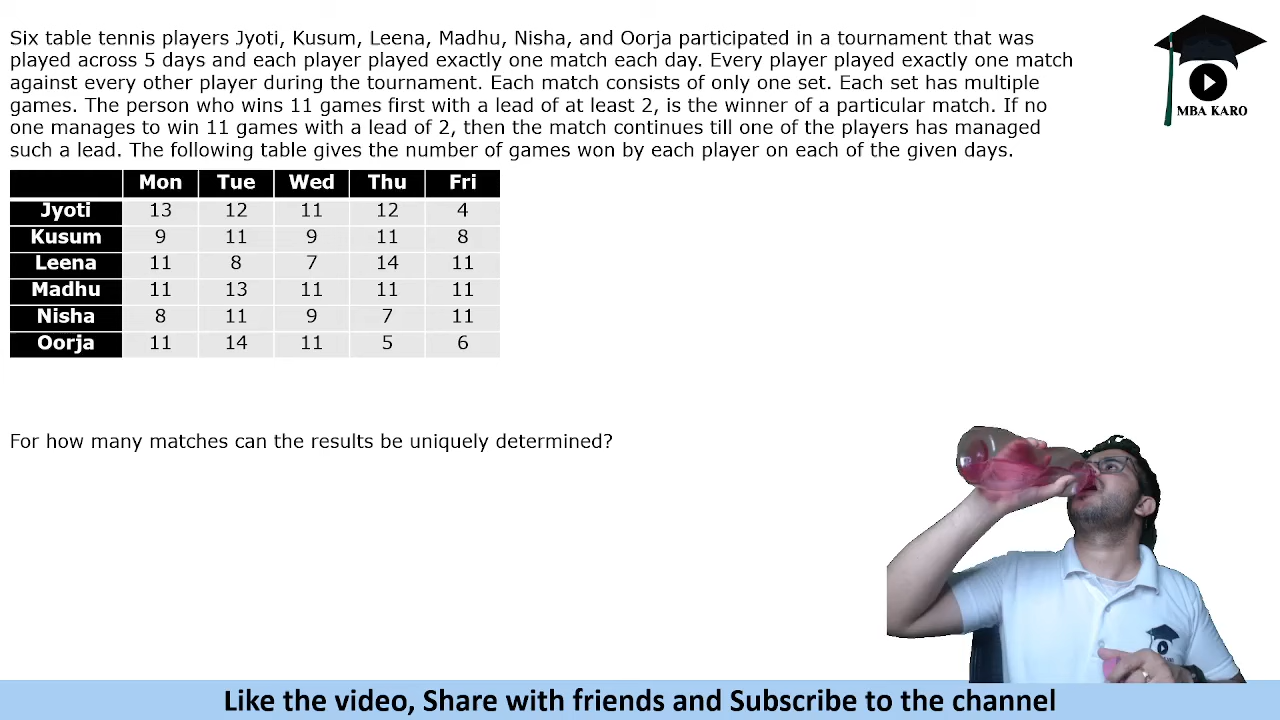 Six table tennis players Jyoti, Kusum, Leena, Madhu, Nisha, and Oorja participated in a tournament that was
played across 5 days and each player played exactly one match each day. Every player played exactly one match
against every other player during the tournament. Each match consists of only one set. Each set has multiple
games. The person who wins 11 games first with a lead of at least 2, is the winner of a particular match. If no
one manages to win 11 games with a lead of 2, then the match continues till one of the players has managed
such a lead. The following table gives the number of games won by each player on each of the given days.
MBA KARO
Mon Tue Wed Thu Fri
Jyoti 13 12 11 12 4
Kusum 9 11 9 11 8
Leena 11 8 7 14 11
Madhu 11 13 11 11 11
Nisha 8 11 9 7 11
Oorja 11 14 11 5 6
For how many matches can the results be uniquely determined?
Like the video, Share with friends and Subscribe to the channel